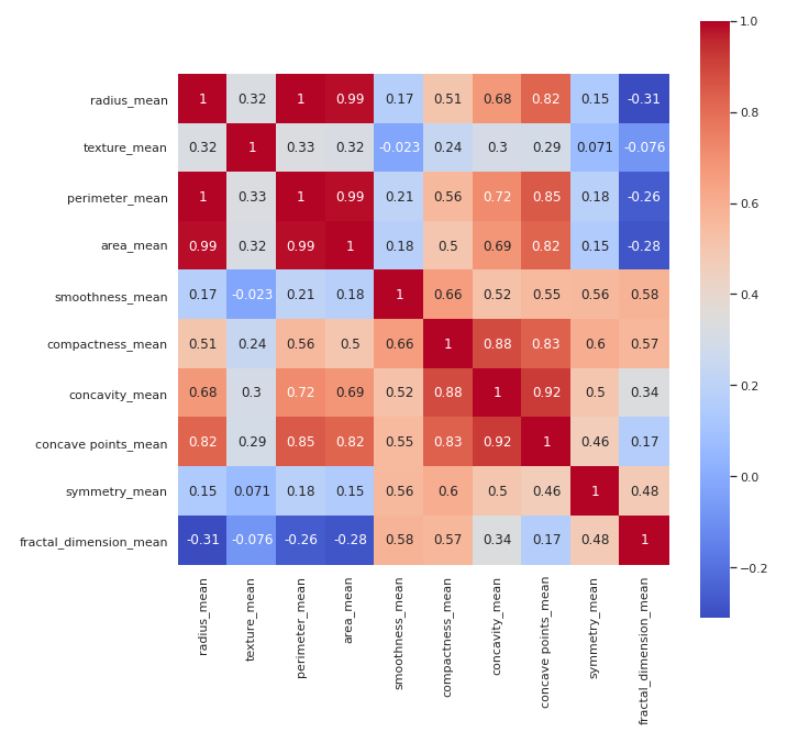 1.0
radius_mean 1 0.32 1 0.99 0.17 0.51 0.68 0.82 0.15 -0.31
0.8
texture_mean 0.32 1 0.33 0.32 -0.023 0.24 0.3 0.29 0.071 -0.076
perimeter_mean 1 0.33 1 0.99 0.21 0.56 0.72 0.85 0.18 -0.26
0.6
area_mean 0.99 0.32 0.99 1 0.18 0.5 0.69 0.82 0.15 -0.28
smoothness_mean 0.17 -0.023 0.21 0.18 1 0.66 0.52 0.55 0.56 0.58
0.4
compactness_mean 0.51 0.24 0.56 0.5 0.66 1 0.88 0.83 0.6 0.57
0.2
concavity_mean 0.68 0.3 0.72 0.69 0.52 0.88 1 0.92 0.5 0.34
concave points_mean 0.82 0.29 0.85 0.82 0.55 0.83 0.92 1 0.46 0.17
0.0
symmetry_mean 0.15 0.071 0.18 0.15 0.56 0.6 0.5 0.46 1 0.48
fractal_dimension_mean -0.31 -0.076 -0.26 -0.28 0.58 0.57 0.34 0.17 0.48 1
−0.2
radius_mean
texture_mean
perimeter_mean
area_mean
smoothness_mean
compactness_mean
concavity_mean
concave points_mean
symmetry_mean
fractal_dimension_mean